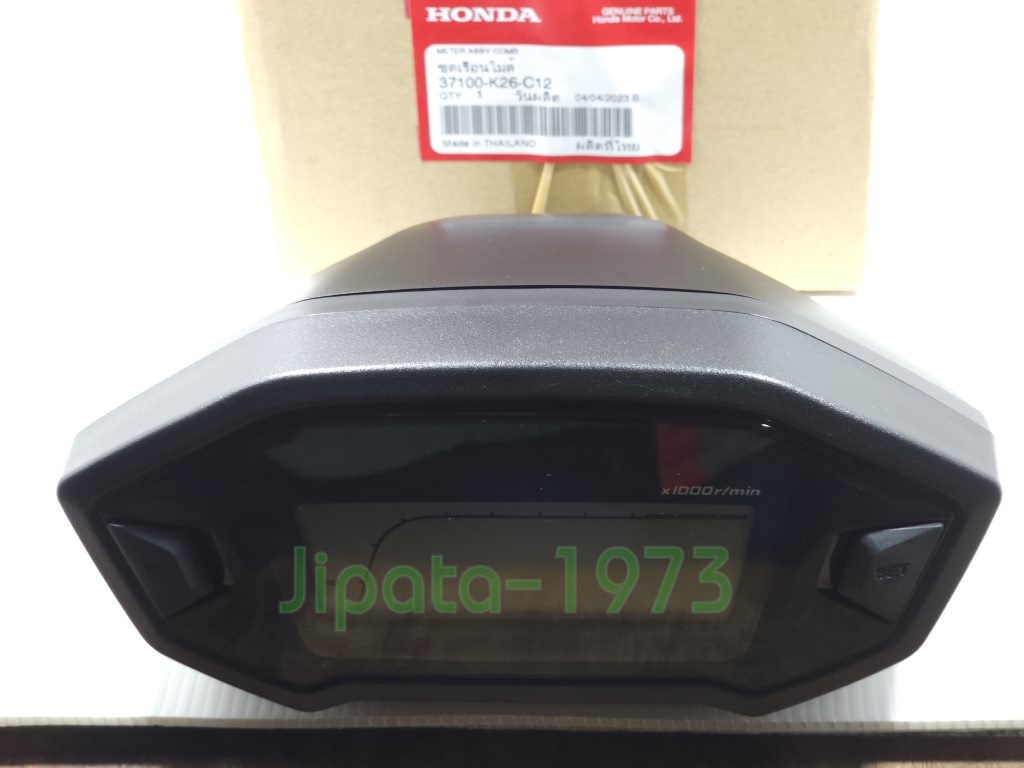 HONDA
GENUINE PARTS
Honda Motor Co., Ltd.
METER ASSY,COMB
ชุดเรือนไมล์
37100-K26-C12
QTY 1 วันผลิต 04/04/2023 B
Made in THAILAND ผลิตที่ไทย
x1000r/min
SET
Jipata-1973